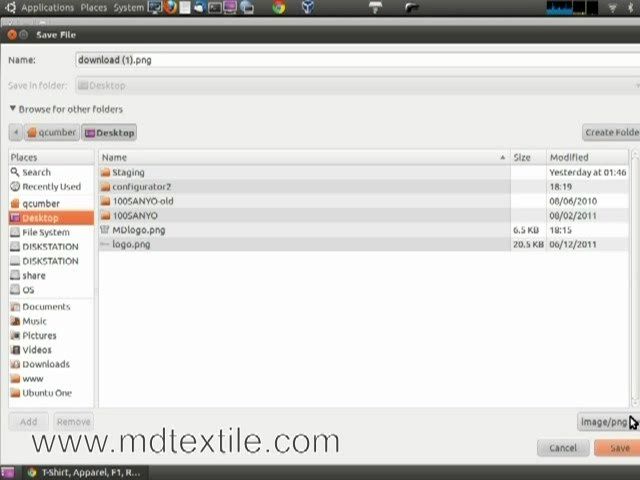 Applications Places System
Save File
Name: download (1).png
Save in folder: Desktop
Browse for other folders
qcumber Desktop Create Folde
Places Name Size Modified
Search Staging Yesterday at 01:46
Recently Used configurator2 18:19
qcumber 100SANYO-old 08/06/2010
Desktop 100SANYO 08/02/2011
File System MDlogo.png 6.5 KB 18:15
DISKSTATION logo.png 20.5 KB 06/12/2011
DISKSTATION
share
OS
Documents
Music
Pictures
Videos
Downloads
www
Ubuntu One
Add Remove image/png
www.mdtextile.com
Cancel Save
T-Shirt, Apparel, F1, R...